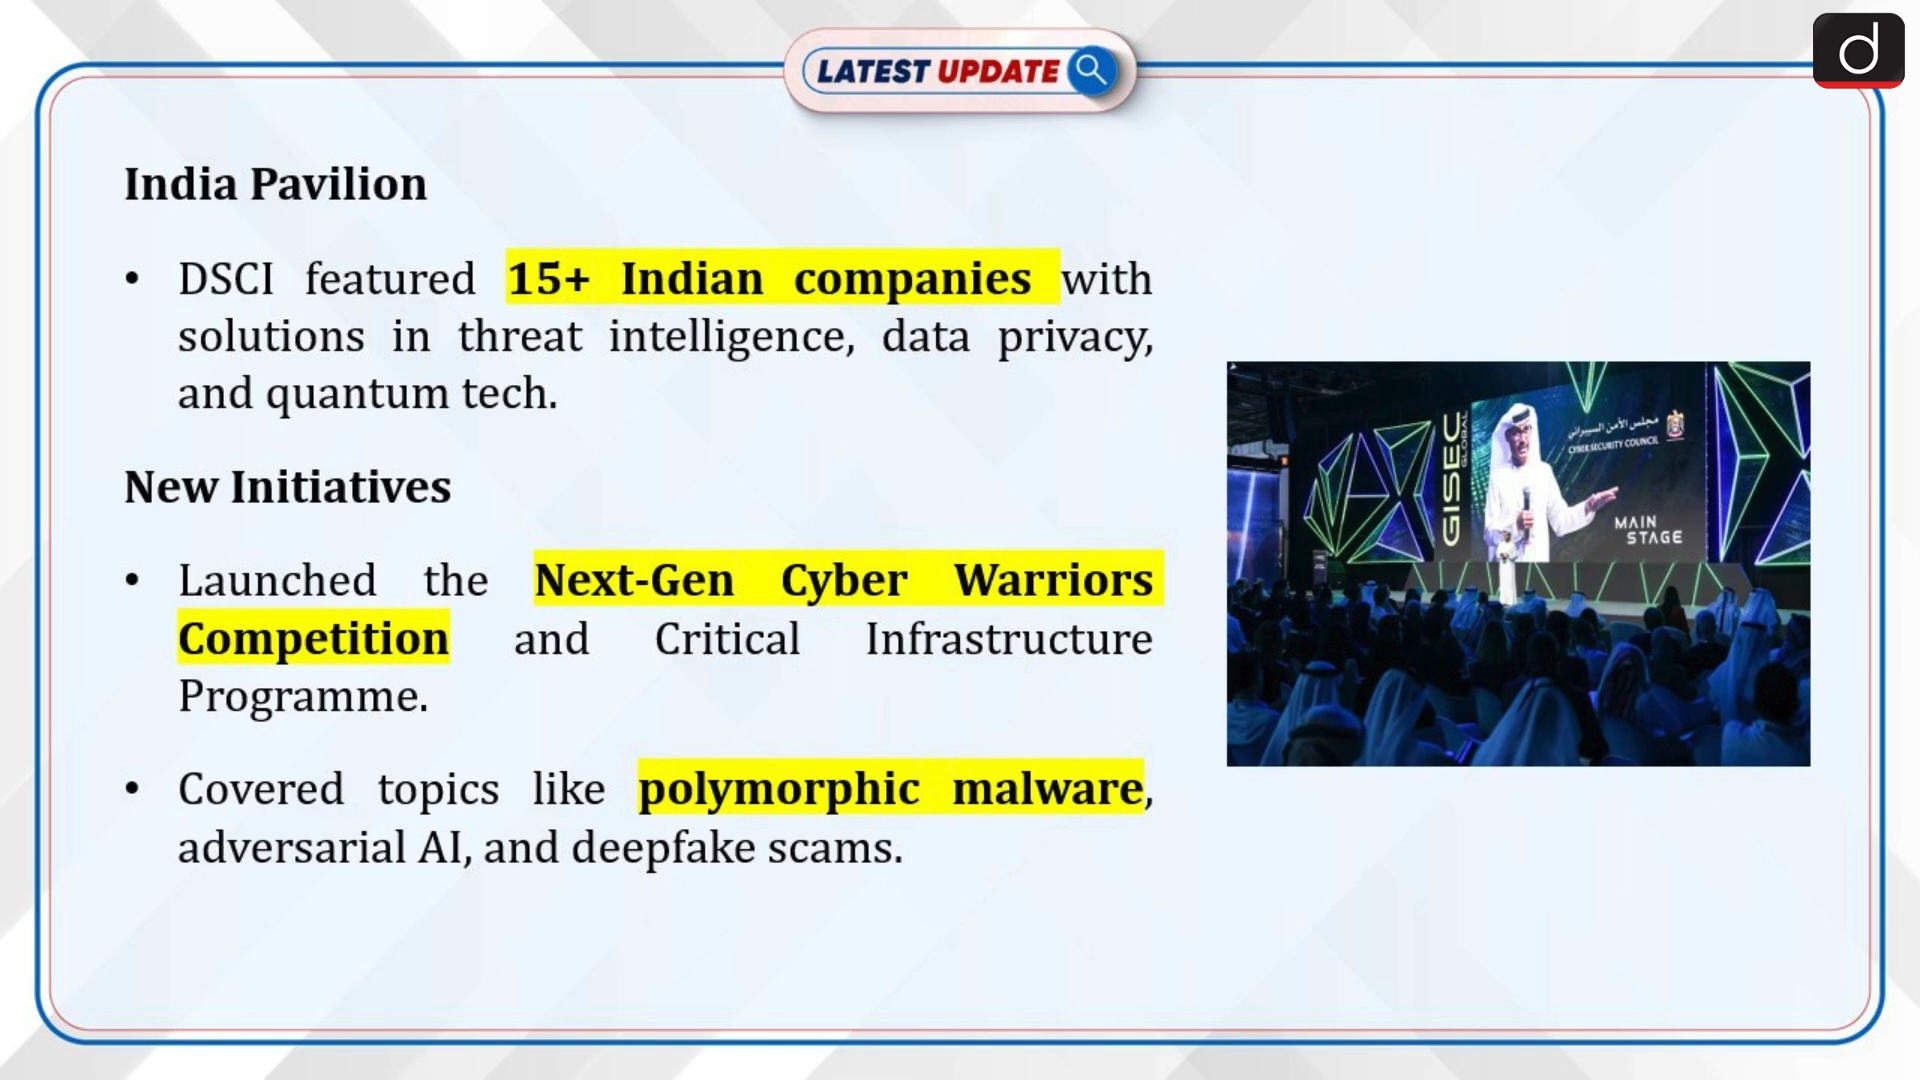 LATEST UPDATE
d
India Pavilion
• DSCI featured 15+ Indian companies with
solutions in threat intelligence, data privacy,
and quantum tech.
New Initiatives
• Launched the Next-Gen Cyber Warriors
Competition and Critical Infrastructure
Programme.
• Covered topics like polymorphic malware,
adversarial AI, and deepfake scams.
GISEC
GLOBAL
مجلس الأمن السيبراني
CYBER SECURITY COUNCIL
MAIN
STAGE